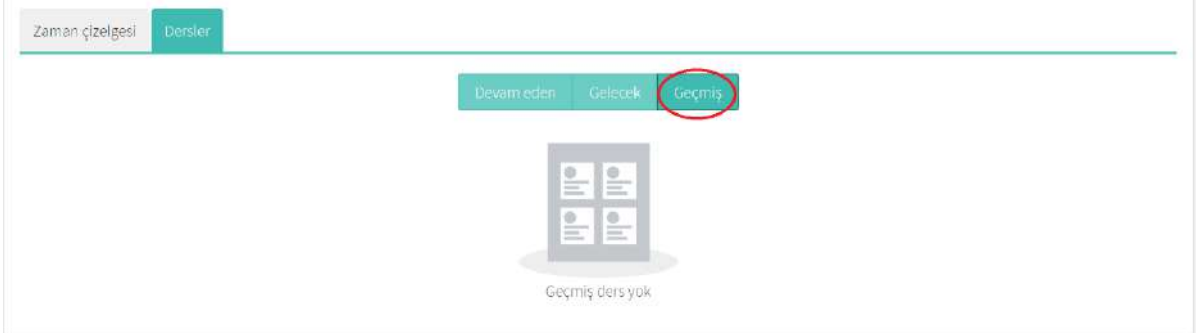 Zaman çizelgesi Dersler
Devam eden Gelecek Geçmiş
Geçmiş ders yok